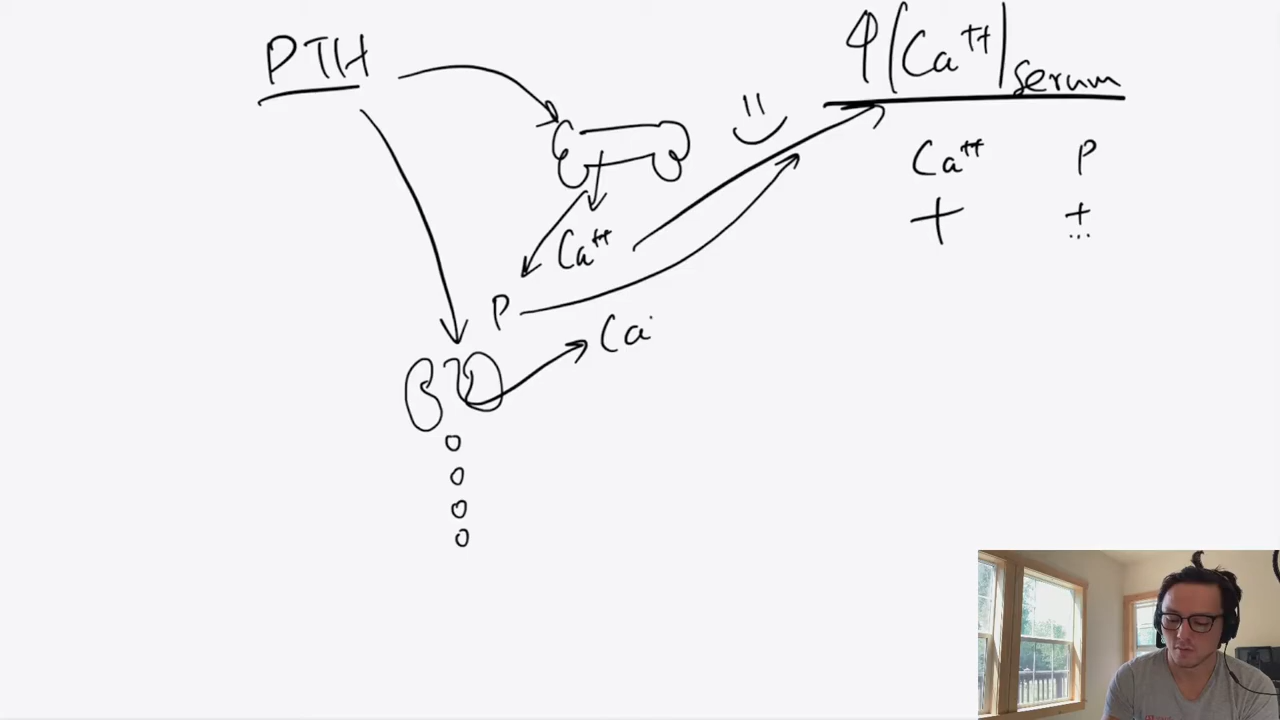 PTH
↑[Ca++]serum
Ca++ P
+ +
Ca++
P
Ca